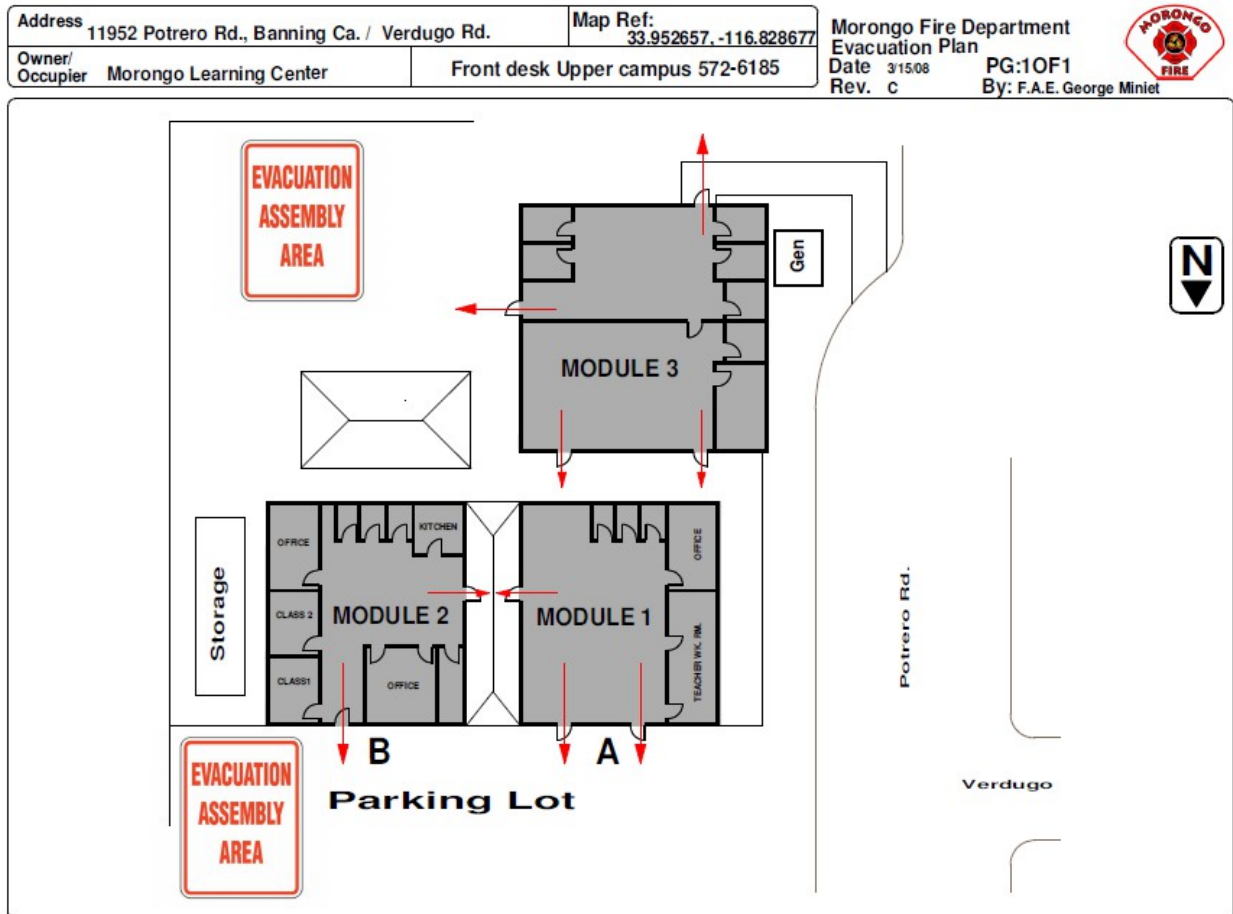 Address 11952 Potrero Rd., Banning Ca. / Verdugo Rd.
Map Ref:
33.952657, -116.828677
Owner/
Occupier Morongo Learning Center
Front desk Upper campus 572-6185
Morongo Fire Department
Evacuation Plan
Date 3/15/08 PG:1OF1
Rev. C By: F.A.E. George Miniet
MORONGO
FIRE
EVACUATION
ASSEMBLY
AREA
Gen
N
MODULE 3
OFFICE
KITCHEN
OFFICE
CLASS 2
MODULE 2
MODULE 1
Storage
CLASS1
OFFICE
TEACHER WK. RM.
Potrero Rd.
B
A
EVACUATION
ASSEMBLY
AREA
Parking Lot
Verdugo